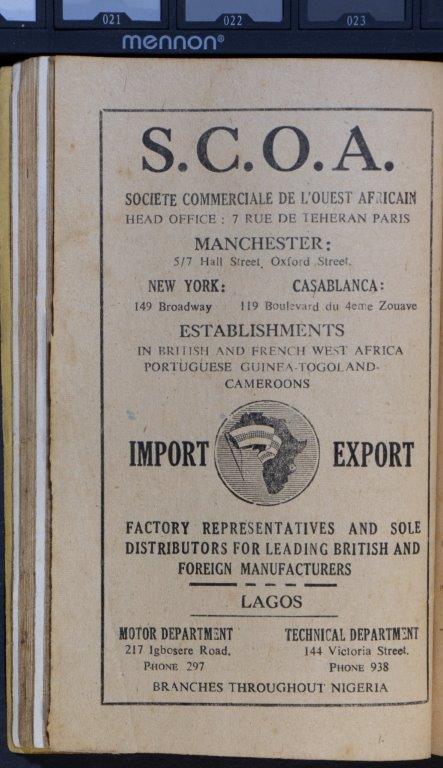 021 022 023
mennon®
S.C.O.A.
SOCIETE COMMERCIALE DE L'OUEST AFRICAIN
HEAD OFFICE : 7 RUE DE TEHERAN PARIS
MANCHESTER:
5/7 Hall Street, Oxford Street.
NEW YORK: CASABLANCA:
149 Broadway 119 Boulevard du 4eme Zouave
ESTABLISHMENTS
IN BRITISH AND FRENCH WEST AFRICA
PORTUGUESE GUINEA-TOGOLAND-
CAMEROONS
IMPORT EXPORT
FACTORY REPRESENTATIVES AND SOLE
DISTRIBUTORS FOR LEADING BRITISH AND
FOREIGN MANUFACTURERS
LAGOS
MOTOR DEPARTMENT TECHNICAL DEPARTMENT
217 Igbosere Road. 144 Victoria Street.
PHONE 297 PHONE 938
BRANCHES THROUGHOUT NIGERIA